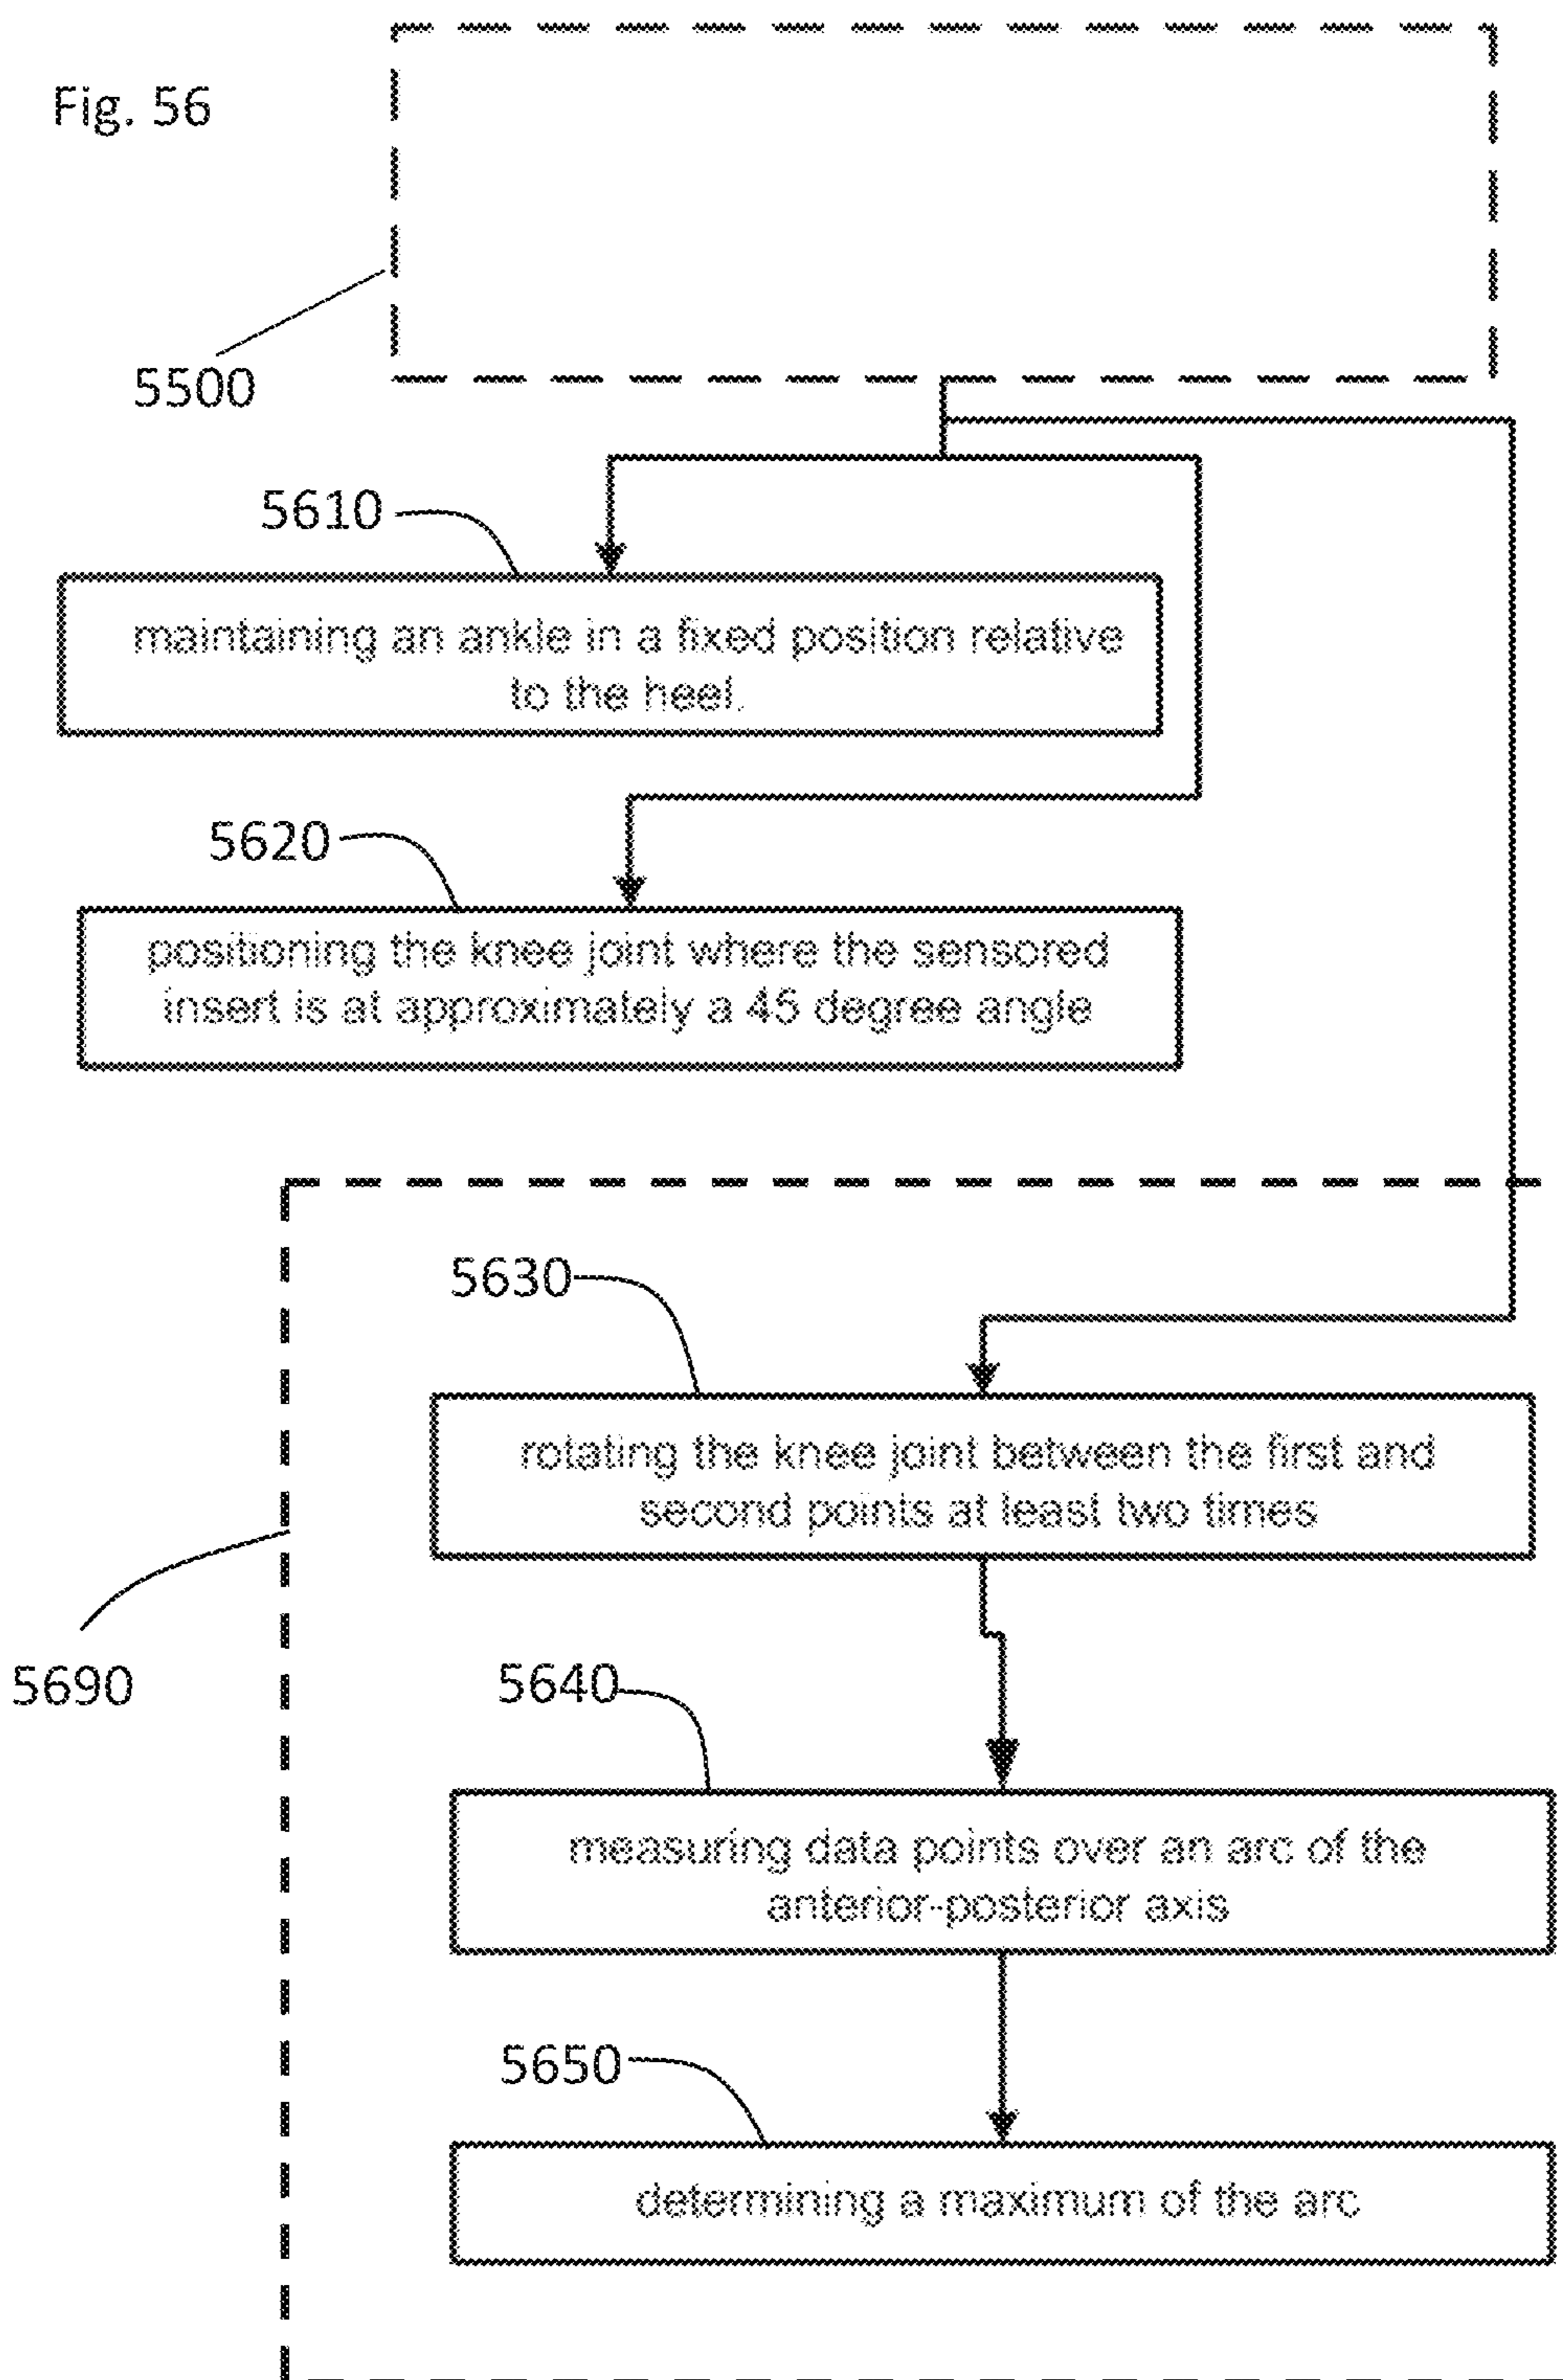 Fig. 56
5500
5610
maintaining an ankle in a fixed position relative
to the heel.
5620
positioning the knee joint where the sensored
insert is at approximately a 45 degree angle
5630
rotating the knee joint between the first and
second points at least two times
5690
5640
measuring data points over an arc of the
anterior-posterior axis
5650
determining a maximum of the arc